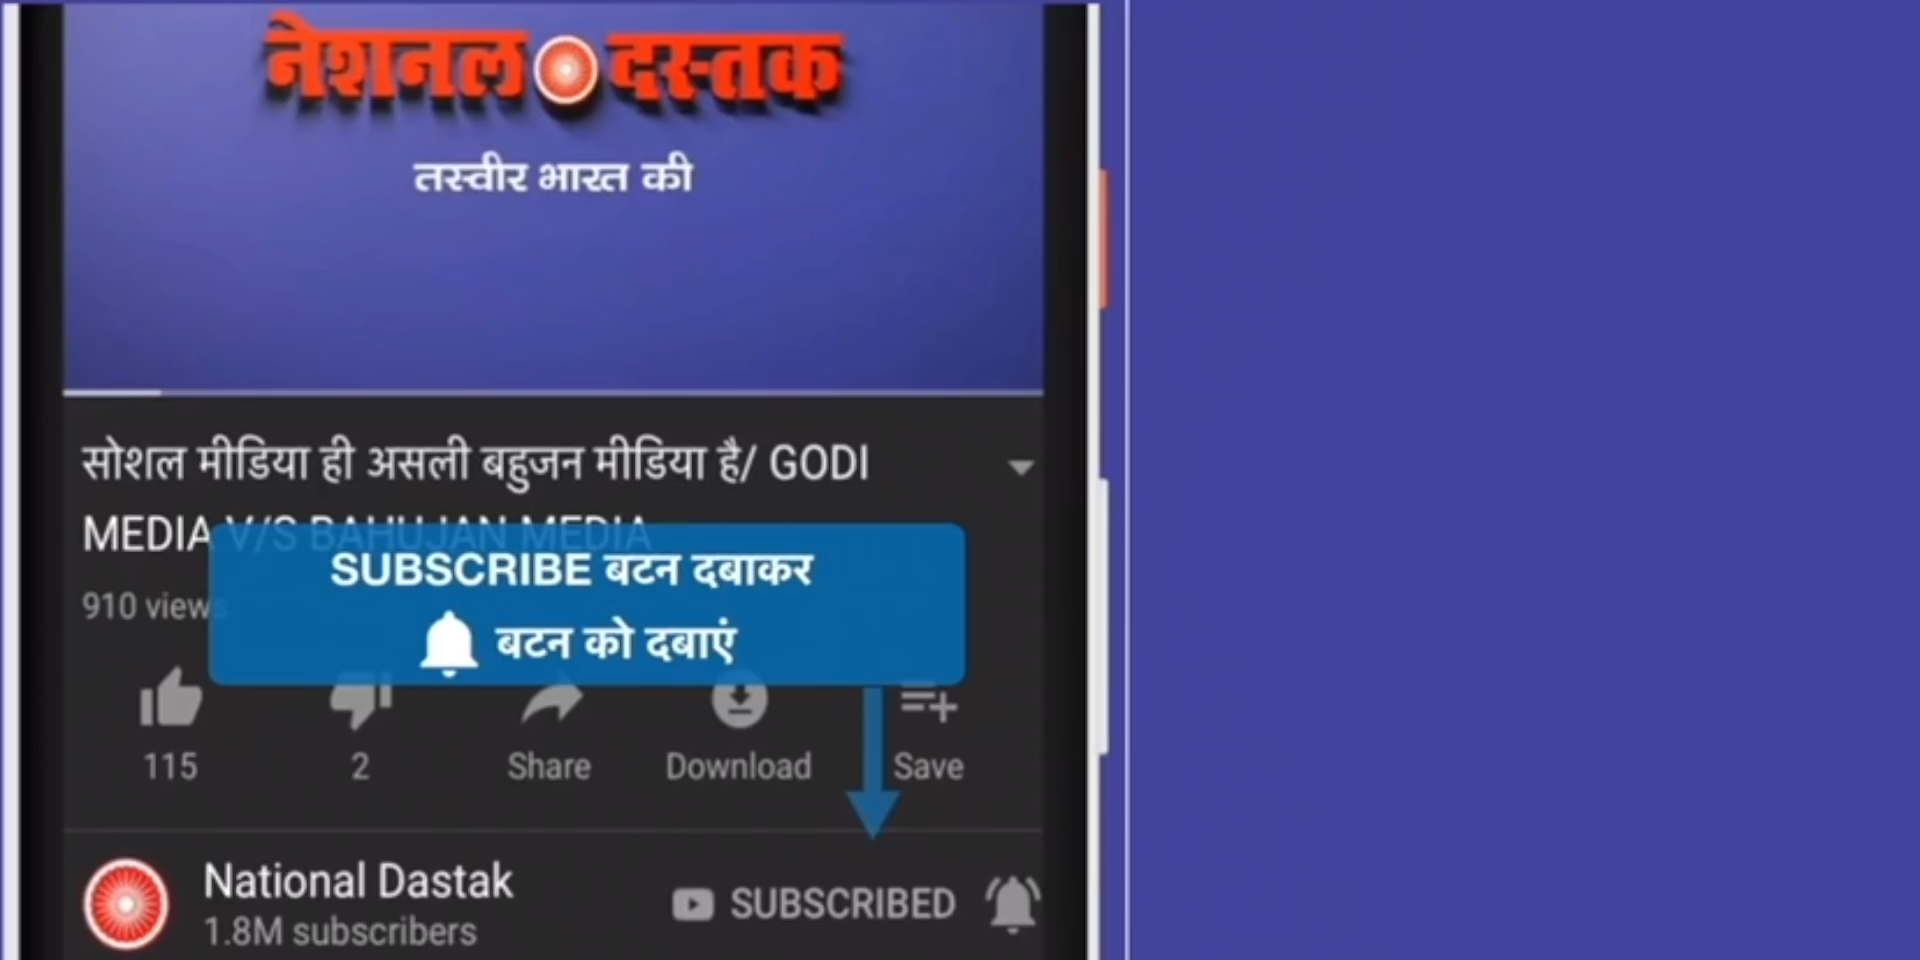 नेशनल दस्तक
तस्वीर भारत की
सोशल मीडिया ही असली बहुजन मीडिया है/ GODI
MEDIA V/S BAHUJAN MEDIA
SUBSCRIBE बटन दबाकर
बटन को दबाएं
910 views
115
2
Share
Download
Save
National Dastak
1.8M subscribers
SUBSCRIBED